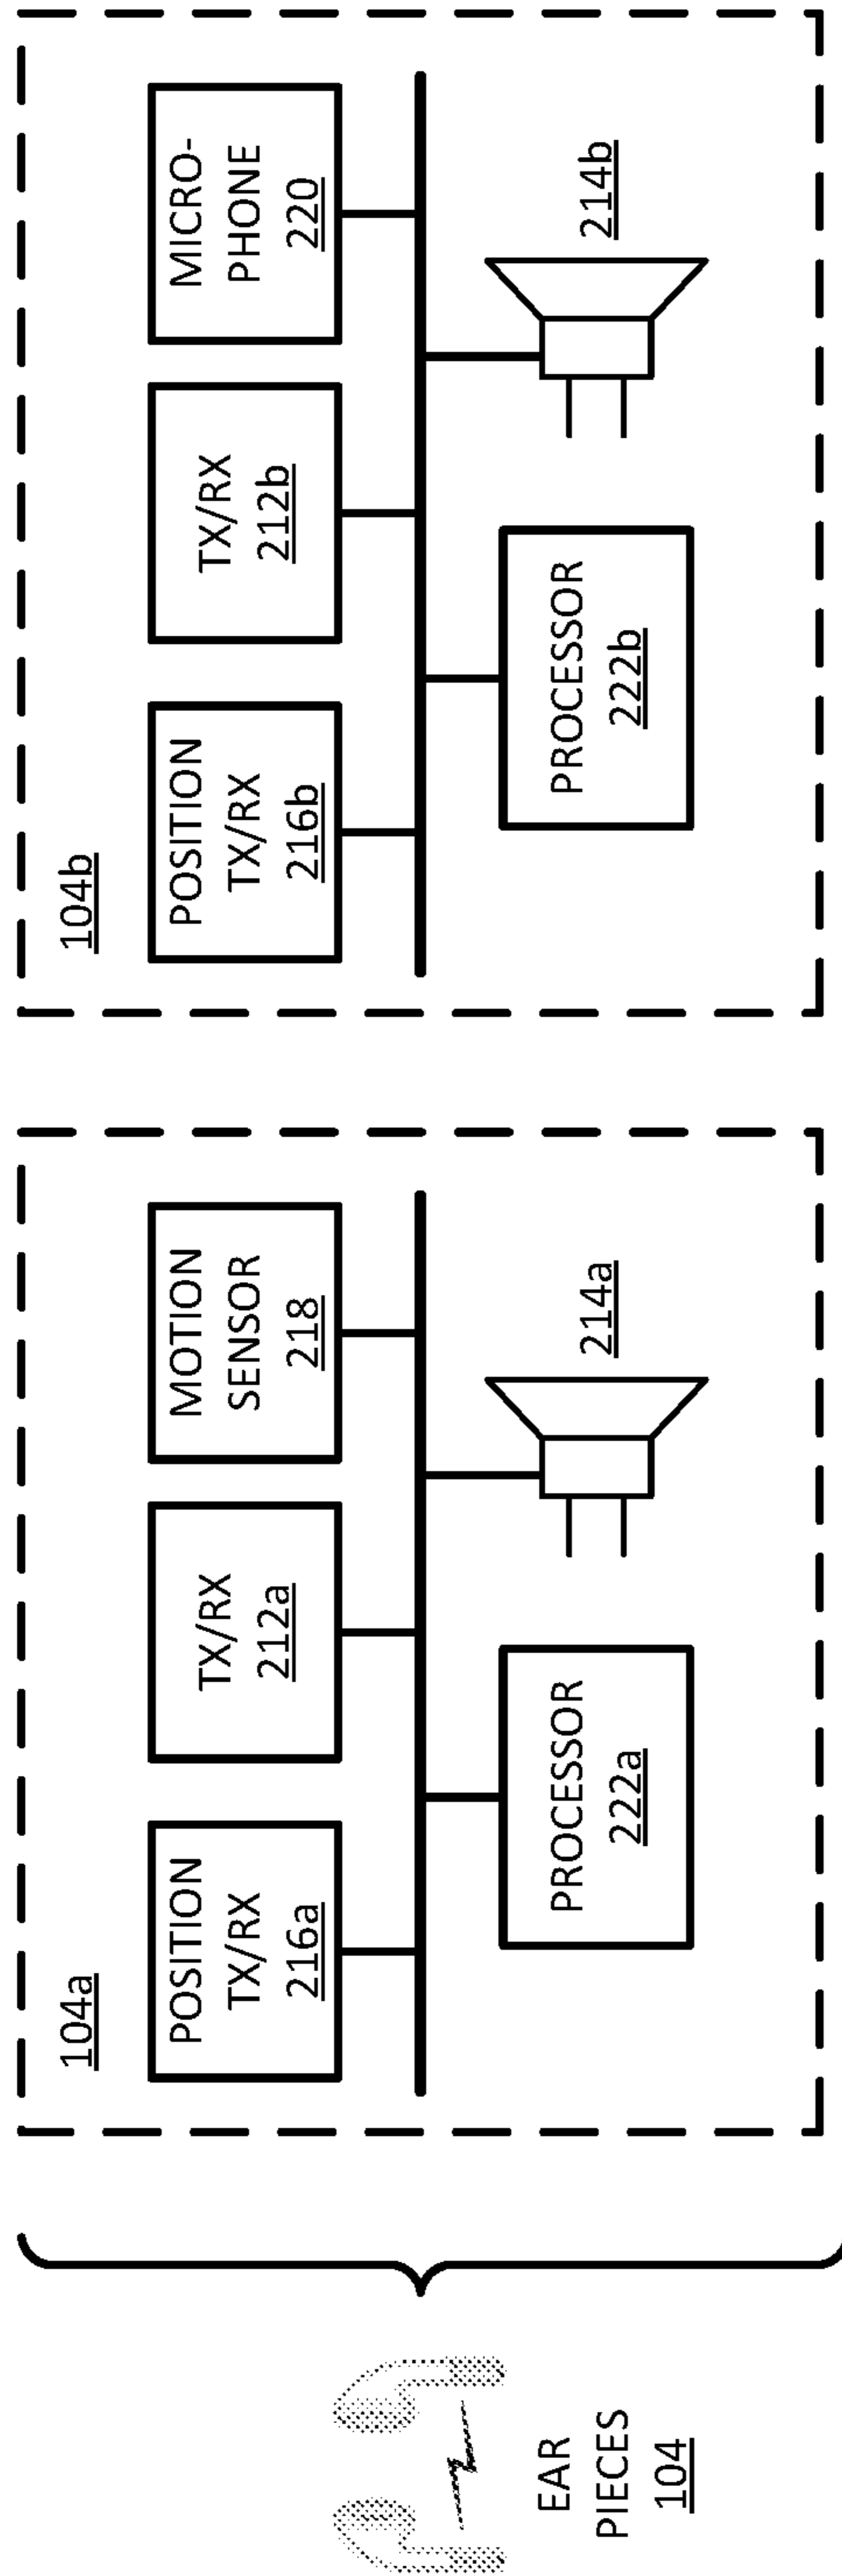 EAR
PIECES
104
104a
POSITION
TX/RX
216a
TX/RX
212a
MOTION
SENSOR
218
PROCESSOR
222a
214a
104b
POSITION
TX/RX
216b
TX/RX
212b
MICRO-
PHONE
220
PROCESSOR
222b
214b